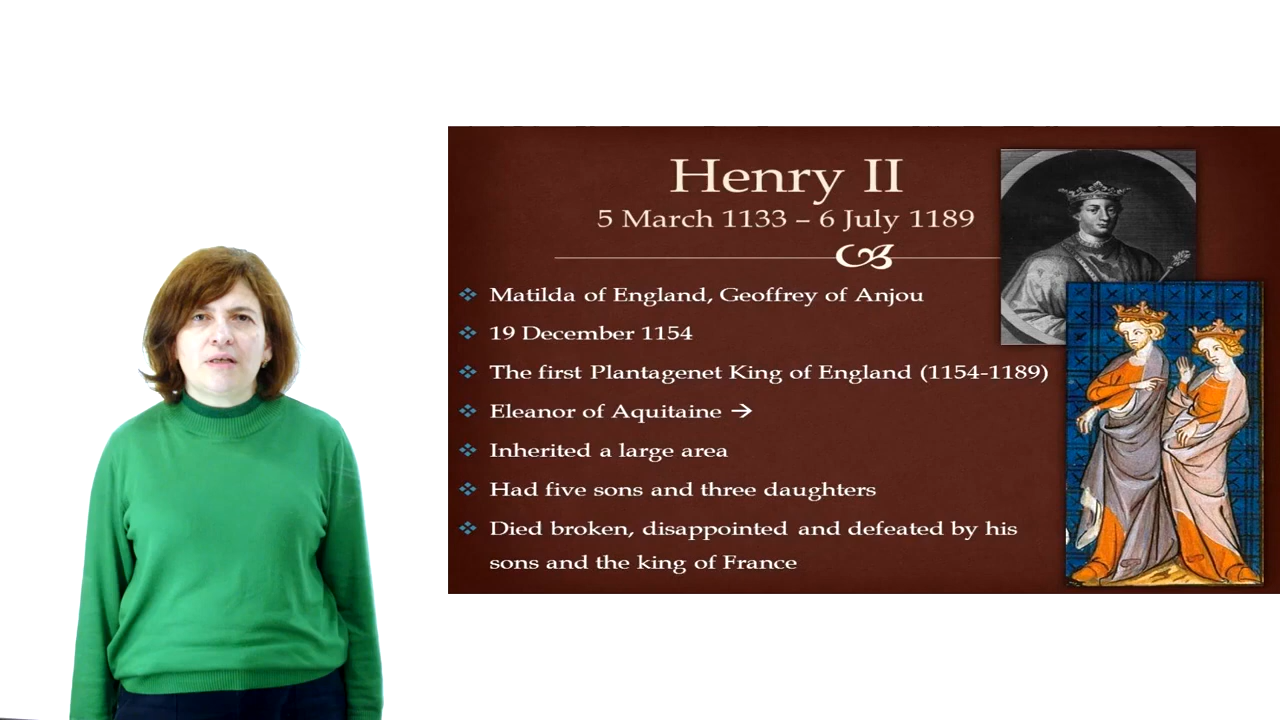 Henry II
5 March 1133 – 6 July 1189
Matilda of England, Geoffrey of Anjou
19 December 1154
The first Plantagenet King of England (1154-1189)
Eleanor of Aquitaine →
Inherited a large area
Had five sons and three daughters
Died broken, disappointed and defeated by his
sons and the king of France